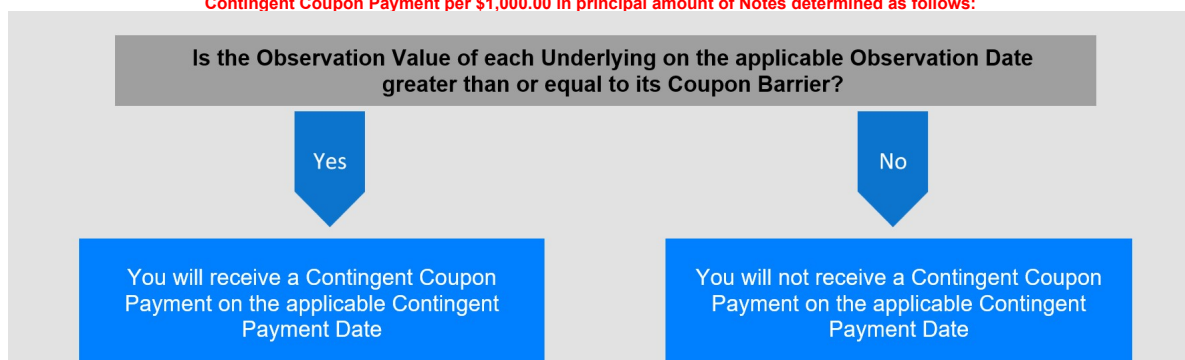 Contingent Coupon Payment per $1,000.00 in principal amount of Notes determined as follows:
Is the Observation Value of each Underlying on the applicable Observation Date
greater than or equal to its Coupon Barrier?
Yes
No
You will receive a Contingent Coupon
Payment on the applicable Contingent
Payment Date
You will not receive a Contingent Coupon
Payment on the applicable Contingent
Payment Date